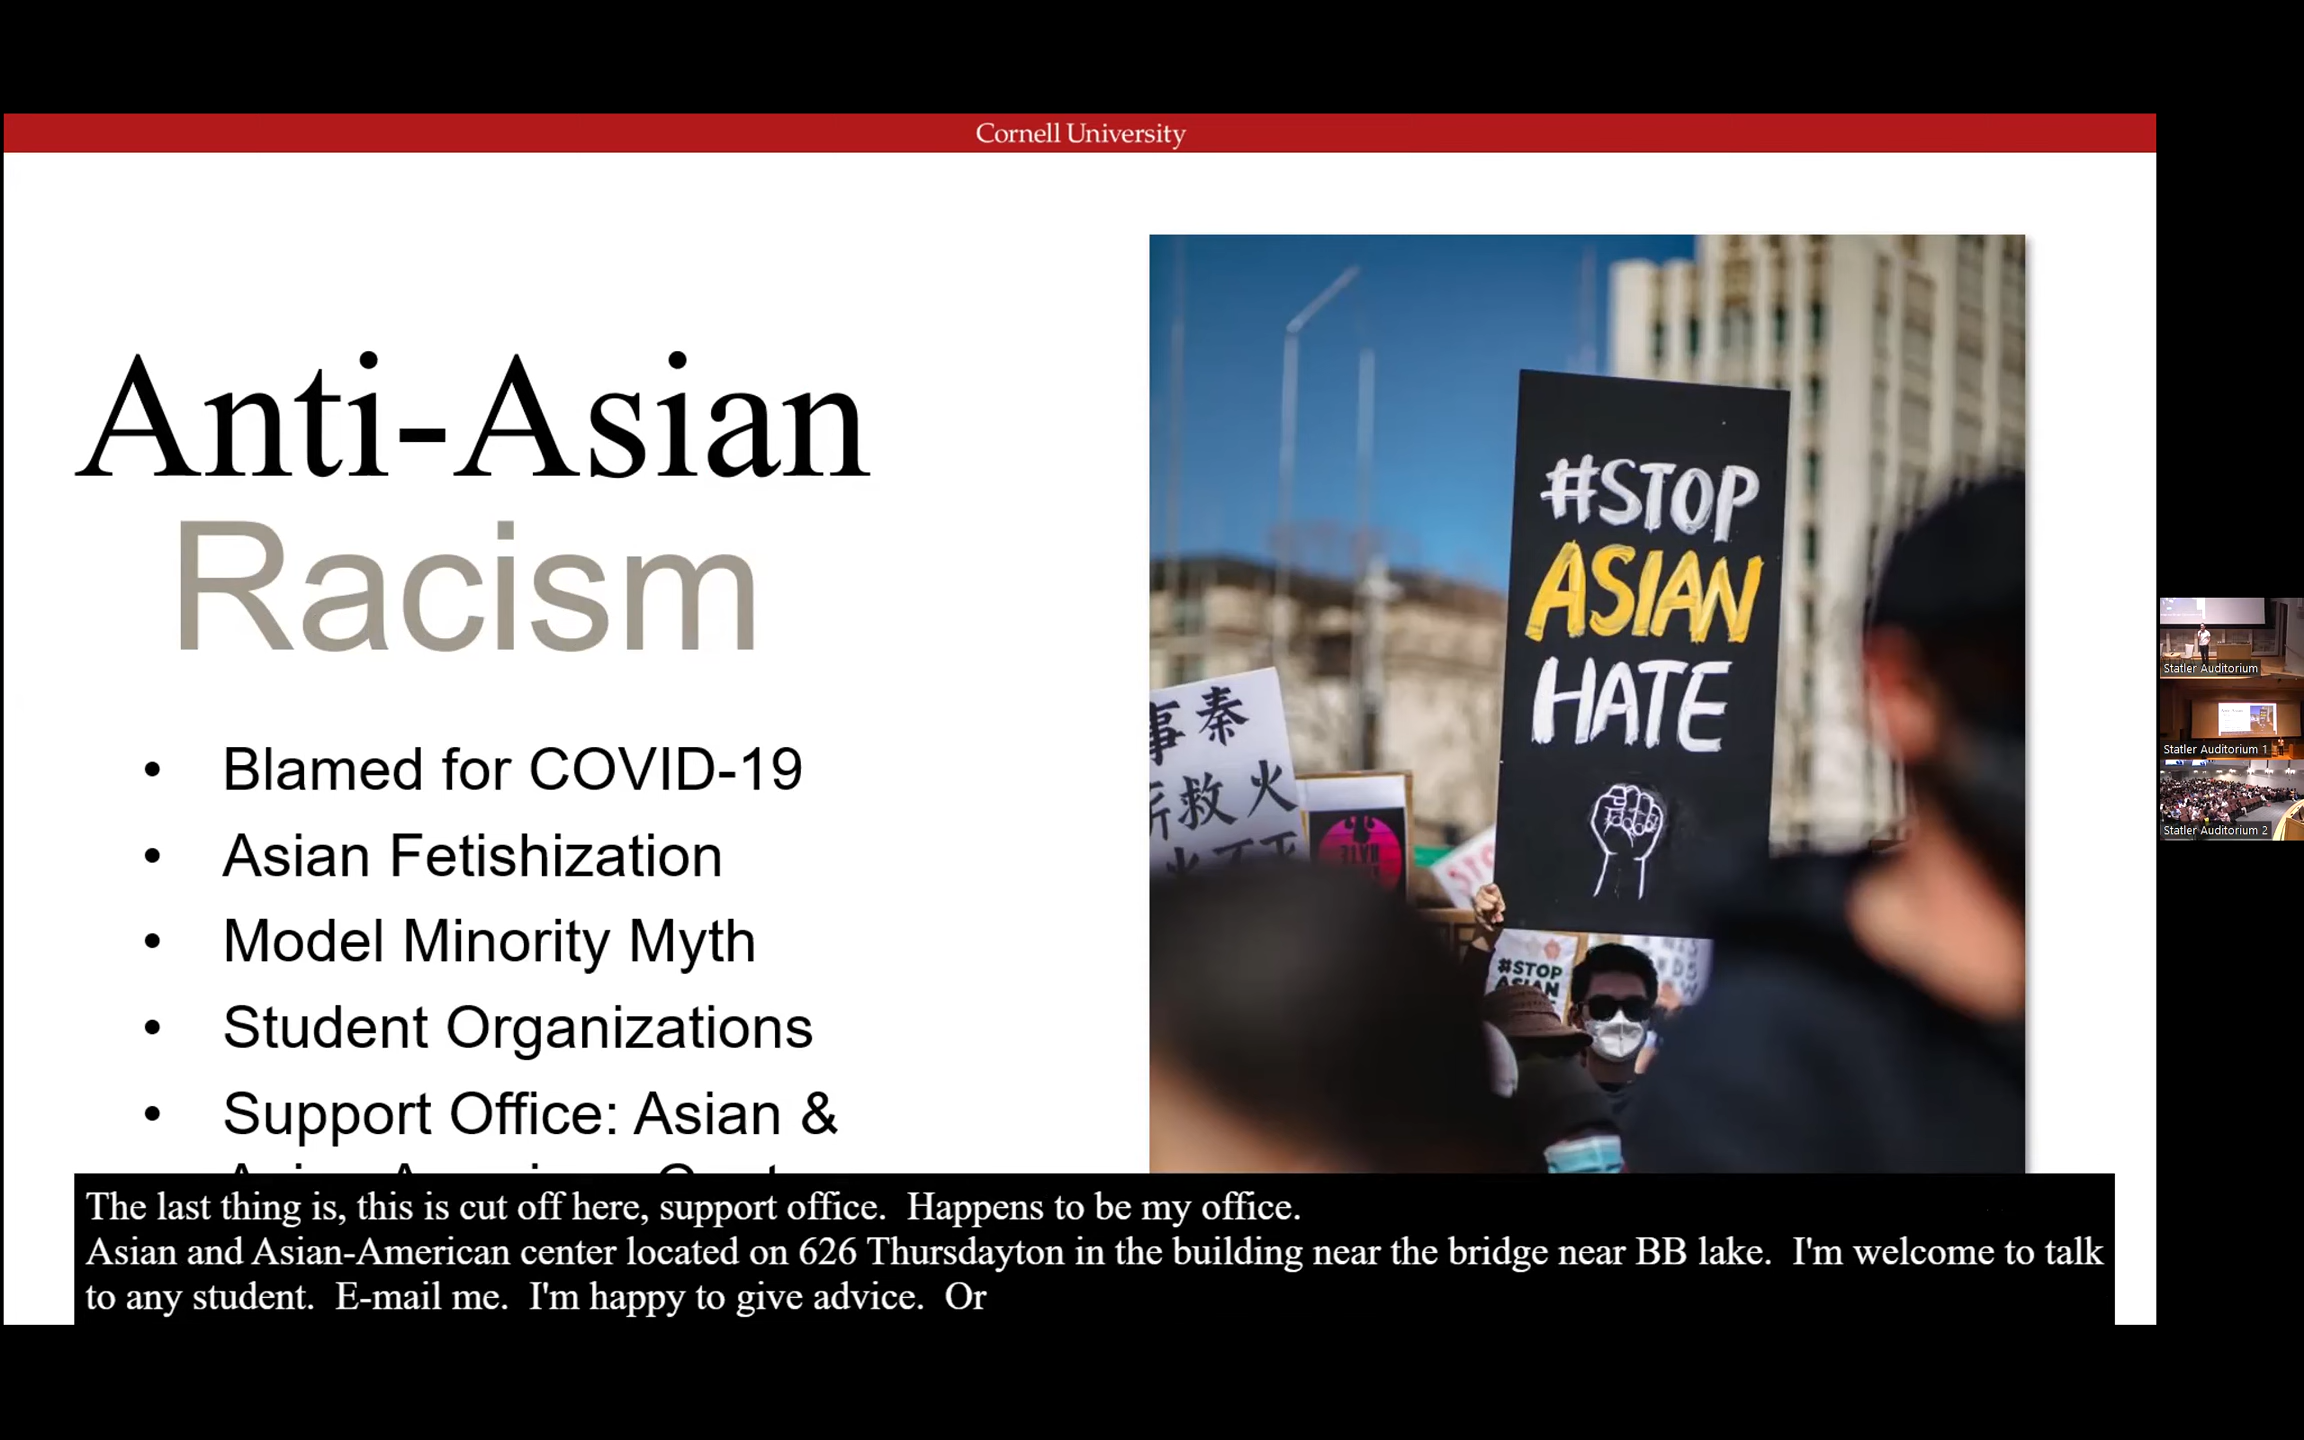 Cornell University
Anti-Asian
Racism
• Blamed for COVID-19
• Asian Fetishization
• Model Minority Myth
• Student Organizations
• Support Office: Asian &
#STOP
ASIAN
HATE
事秦
救火
#STOP
ASIAN
The last thing is, this is cut off here, support office.  Happens to be my office.
Asian and Asian-American center located on 626 Thursdayton in the building near the bridge near BB lake.  I'm welcome to talk
to any student.  E-mail me.  I'm happy to give advice.  Or
Statler Auditorium
Statler Auditorium 1
Statler Auditorium 2